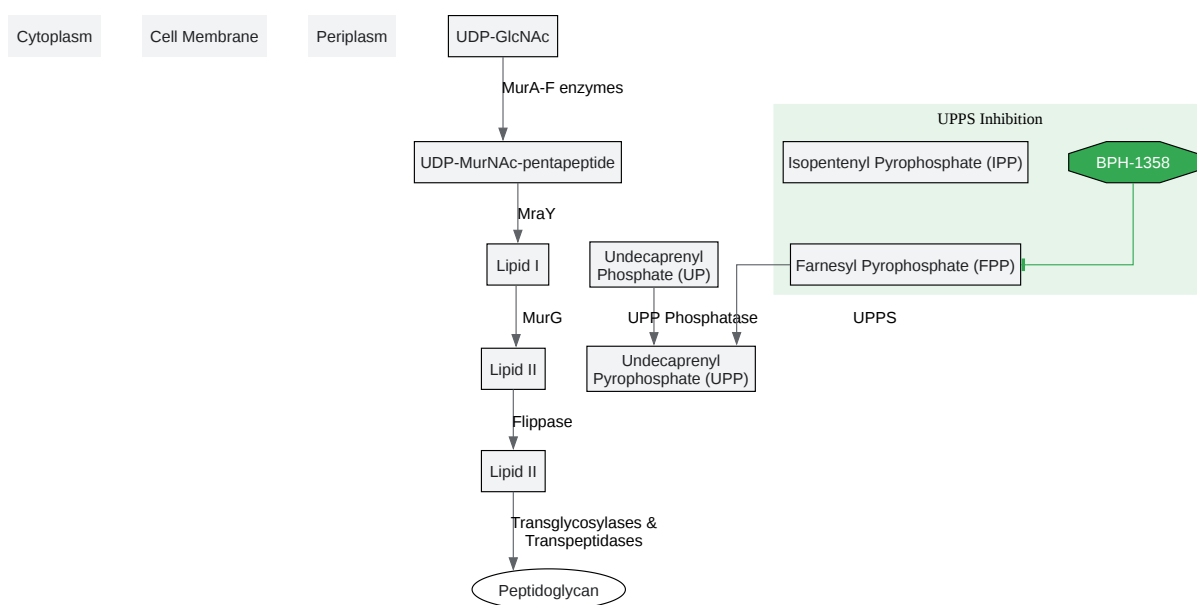 Cytoplasm
Cell Membrane
Periplasm
UDP-GlcNAc
MurA-F enzymes
UPPS Inhibition
UDP-MurNAc-pentapeptide
Isopentenyl Pyrophosphate (IPP)
BPH-1358
MraY
Lipid I
Undecaprenyl
Phosphate (UP)
Farnesyl Pyrophosphate (FPP)
MurG
UPP Phosphatase
UPPS
Lipid II
Undecaprenyl
Pyrophosphate (UPP)
Flippase
Lipid II
Transglycosylases &
Transpeptidases
Peptidoglycan